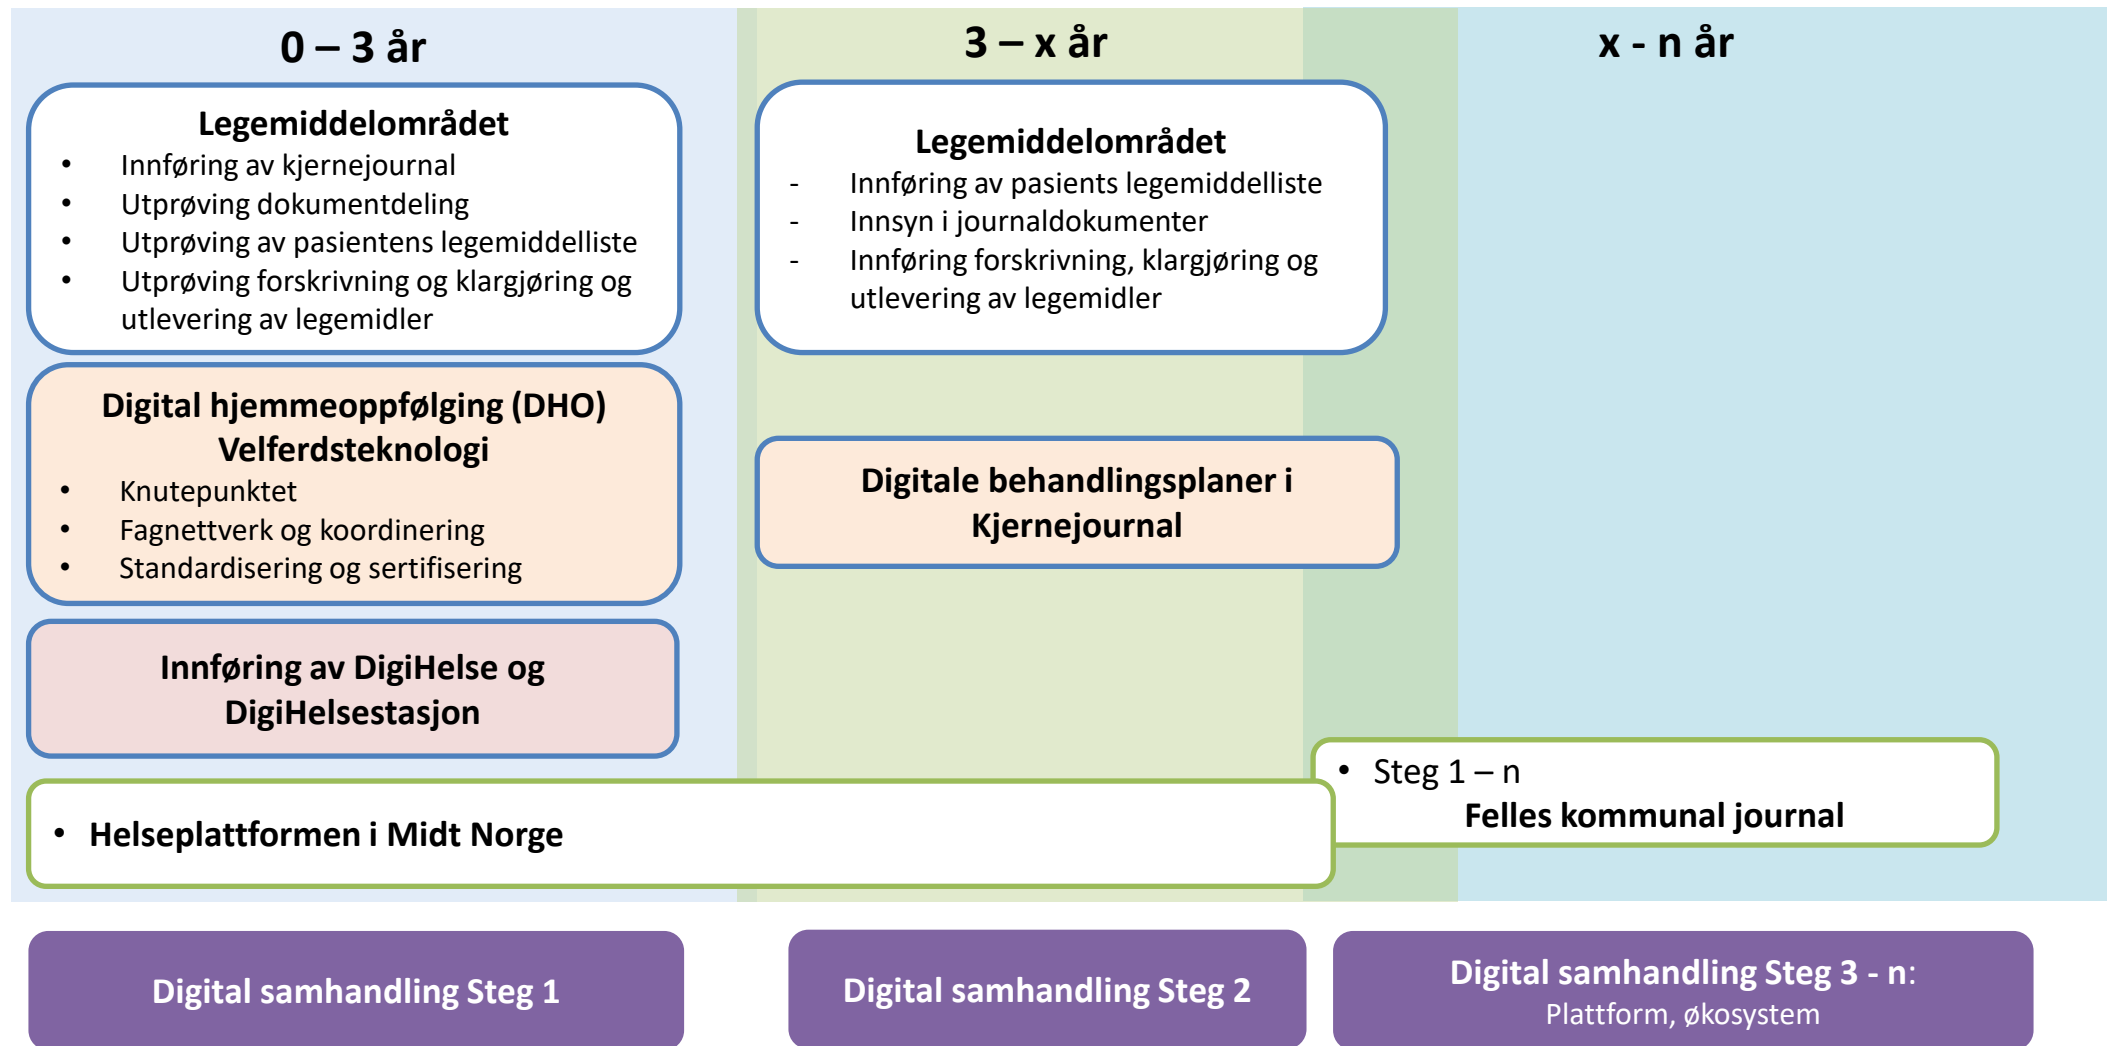 0 – 3 år
3 – x år
x - n år
Legemiddelområdet
• Innføring av kjernejournal
• Utprøving dokumentdeling
• Utprøving av pasientens legemiddelliste
• Utprøving forskrivning og klargjøring og
utlevering av legemidler
Legemiddelområdet
- Innføring av pasients legemiddelliste
- Innsyn i journaldokumenter
- Innføring forskrivning, klargjøring og
utlevering av legemidler
Digital hjemmeoppfølging (DHO)
Velferdsteknologi
• Knutepunktet
• Fagnettverk og koordinering
• Standardisering og sertifisering
Digitale behandlingsplaner i
Kjernejournal
Innføring av DigiHelse og
DigiHelsestasjon
• Steg 1 – n
Felles kommunal journal
• Helseplattformen i Midt Norge
Digital samhandling Steg 1
Digital samhandling Steg 2
Digital samhandling Steg 3 - n:
Plattform, økosystem